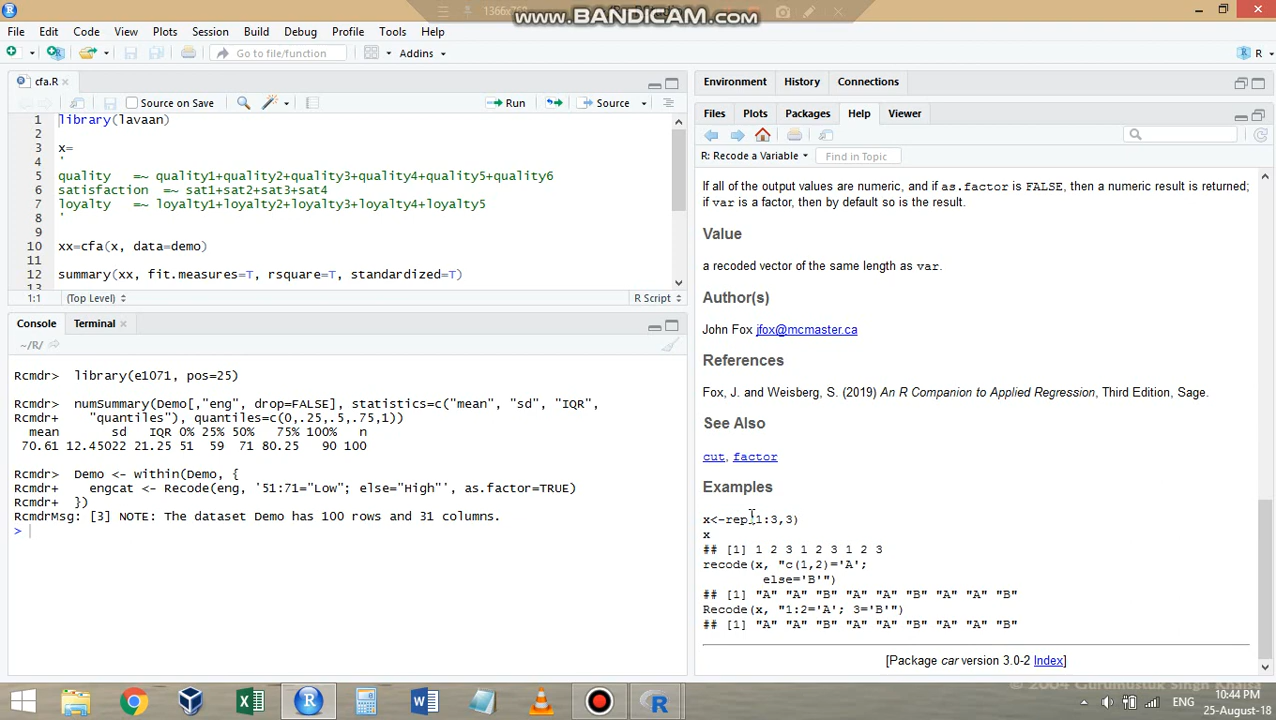 www.BANDICAM.com
File Edit Code View Plots Session Build Debug Profile Tools Help
Go to file/function Addins R
cfa.R
Source on Save Run Source
1 library(lavaan)
2
3 x=
4 '
5 quality =~ quality1+quality2+quality3+quality4+quality5+quality6
6 satisfaction =~ sat1+sat2+sat3+sat4
7 loyalty =~ loyalty1+loyalty2+loyalty3+loyalty4+loyalty5
8 '
9
10 xx=cfa(x, data=demo)
11
12 summary(xx, fit.measures=T, rsquare=T, standardized=T)
13
1:1 (Top Level) R Script
Console Terminal
~/R/
Rcmdr> library(e1071, pos=25)
Rcmdr> numSummary(Demo[,"eng", drop=FALSE], statistics=c("mean", "sd", "IQR",
Rcmdr+ "quantiles"), quantiles=c(0,.25,.5,.75,1))
mean sd IQR 0% 25% 50% 75% 100% n
70.61 12.45022 21.25 51 59 71 80.25 90 100
Rcmdr> Demo <- within(Demo, {
Rcmdr+ engcat <- Recode(eng, '51:71="Low"; else="High"', as.factor=TRUE)
Rcmdr+ })
RcmdrMsg: [3] NOTE: The dataset Demo has 100 rows and 31 columns.
>
Environment History Connections
Files Plots Packages Help Viewer
R: Recode a Variable Find in Topic
If all of the output values are numeric, and if as.factor is FALSE, then a numeric result is returned;
if var is a factor, then by default so is the result.
Value
a recoded vector of the same length as var.
Author(s)
John Fox jfox@mcmaster.ca
References
Fox, J. and Weisberg, S. (2019) An R Companion to Applied Regression, Third Edition, Sage.
See Also
cut, factor
Examples
x<-rep(1:3,3)
x
## [1] 1 2 3 1 2 3 1 2 3
recode(x, "c(1,2)='A';
else='B'")
## [1] "A" "A" "B" "A" "A" "B" "A" "A" "B"
Recode(x, "1:2='A'; 3='B'")
## [1] "A" "A" "B" "A" "A" "B" "A" "A" "B"
[Package car version 3.0-2 Index]
ENG
10:44 PM
25-August-18